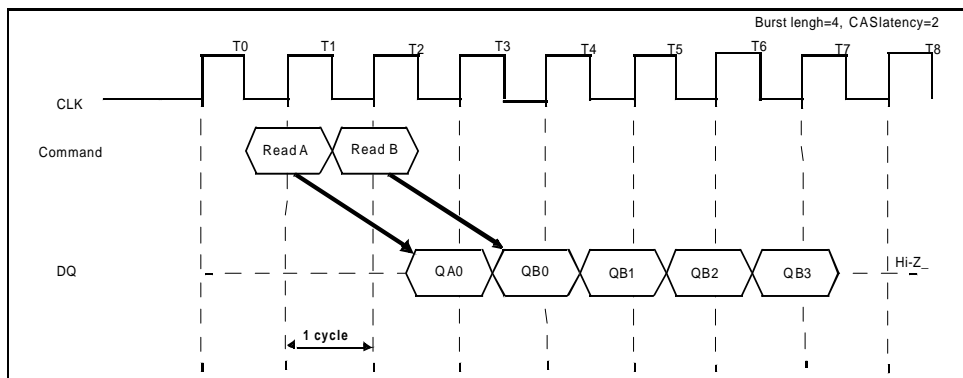 Burst lengh=4, CASlatency=2
T0 T1 T2 T3 T4 T5 T6 T7 T8
CLK
Command Read A Read B
DQ QA0 QB0 QB1 QB2 QB3 Hi-Z_
1 cycle